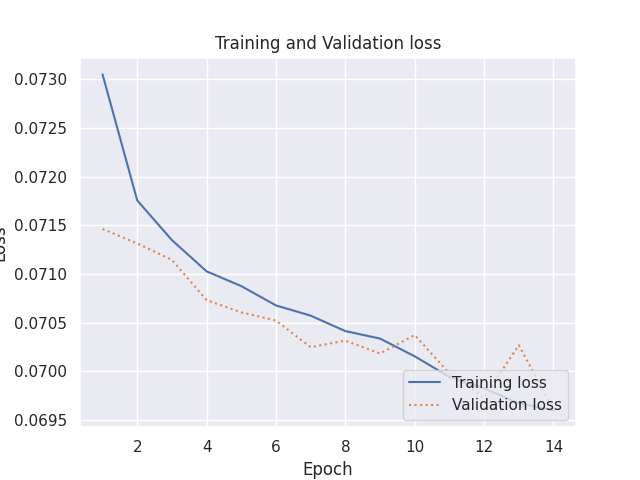 Training and Validation loss
0.0730
0.0725
0.0720
0.0715
0.0710
0.0705
0.0700
0.0695
Loss
Training loss
Validation loss
2 4 6 8 10 12 14
Epoch